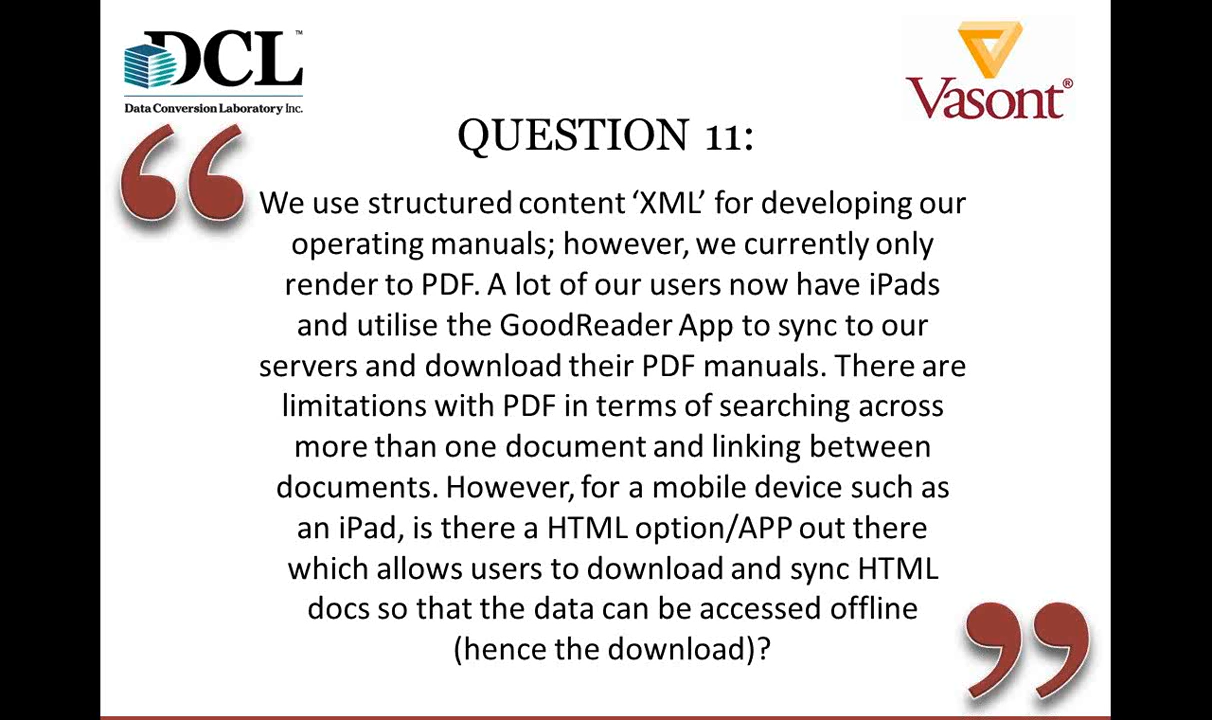 DCL™
Data Conversion Laboratory Inc.
Vasont®
QUESTION 11:
“
We use structured content ‘XML’ for developing our
operating manuals; however, we currently only
render to PDF. A lot of our users now have iPads
and utilise the GoodReader App to sync to our
servers and download their PDF manuals. There are
limitations with PDF in terms of searching across
more than one document and linking between
documents. However, for a mobile device such as
an iPad, is there a HTML option/APP out there
which allows users to download and sync HTML
docs so that the data can be accessed offline
(hence the download)?
”